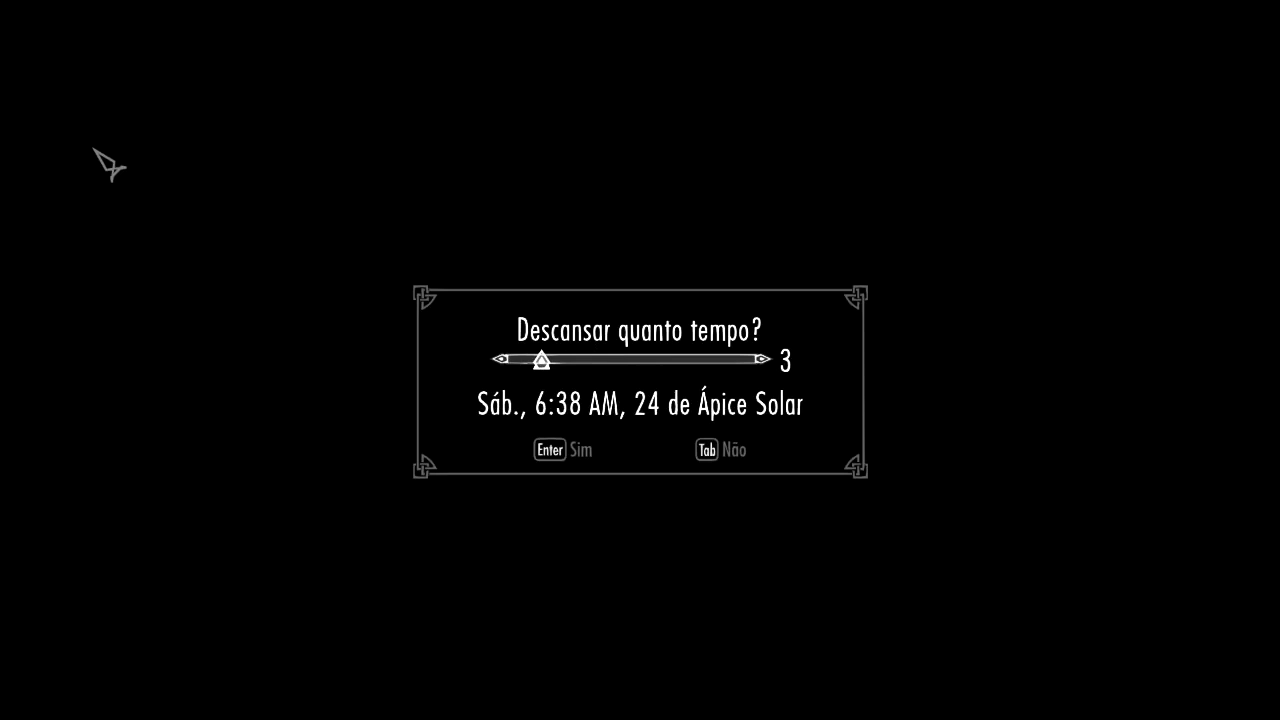 Descansar quanto tempo?
3
Sáb., 6:38 AM, 24 de Ápice Solar
Enter Sim Tab Não